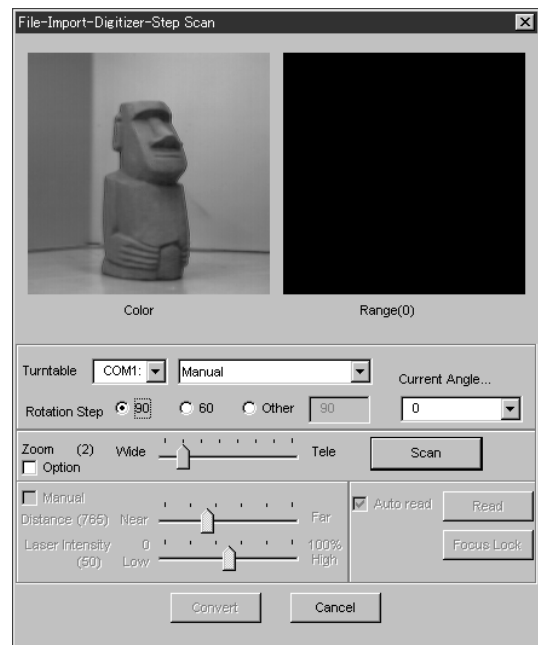 File-Import-Digitizer-Step Scan
Color Range(0)
Turntable COM1: Manual Current Angle...
Rotation Step 90 60 Other 90 0
Zoom (2) Wide Tele Scan
Option
Manual
Distance (765) Near Far Auto read Read
Laser Intensity 0 100%
(50) Low High Focus Lock
Convert Cancel